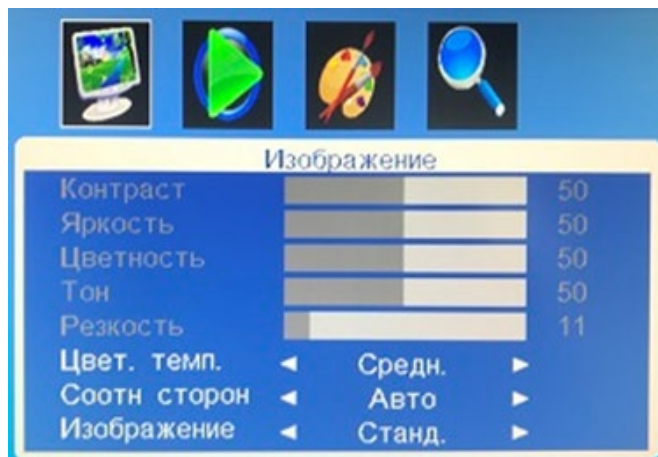 Изображение
Контраст 50
Яркость 50
Цветность 50
Тон 50
Резкость 11
Цвет. темп. Средн.
Соотн сторон Авто
Изображение Станд.